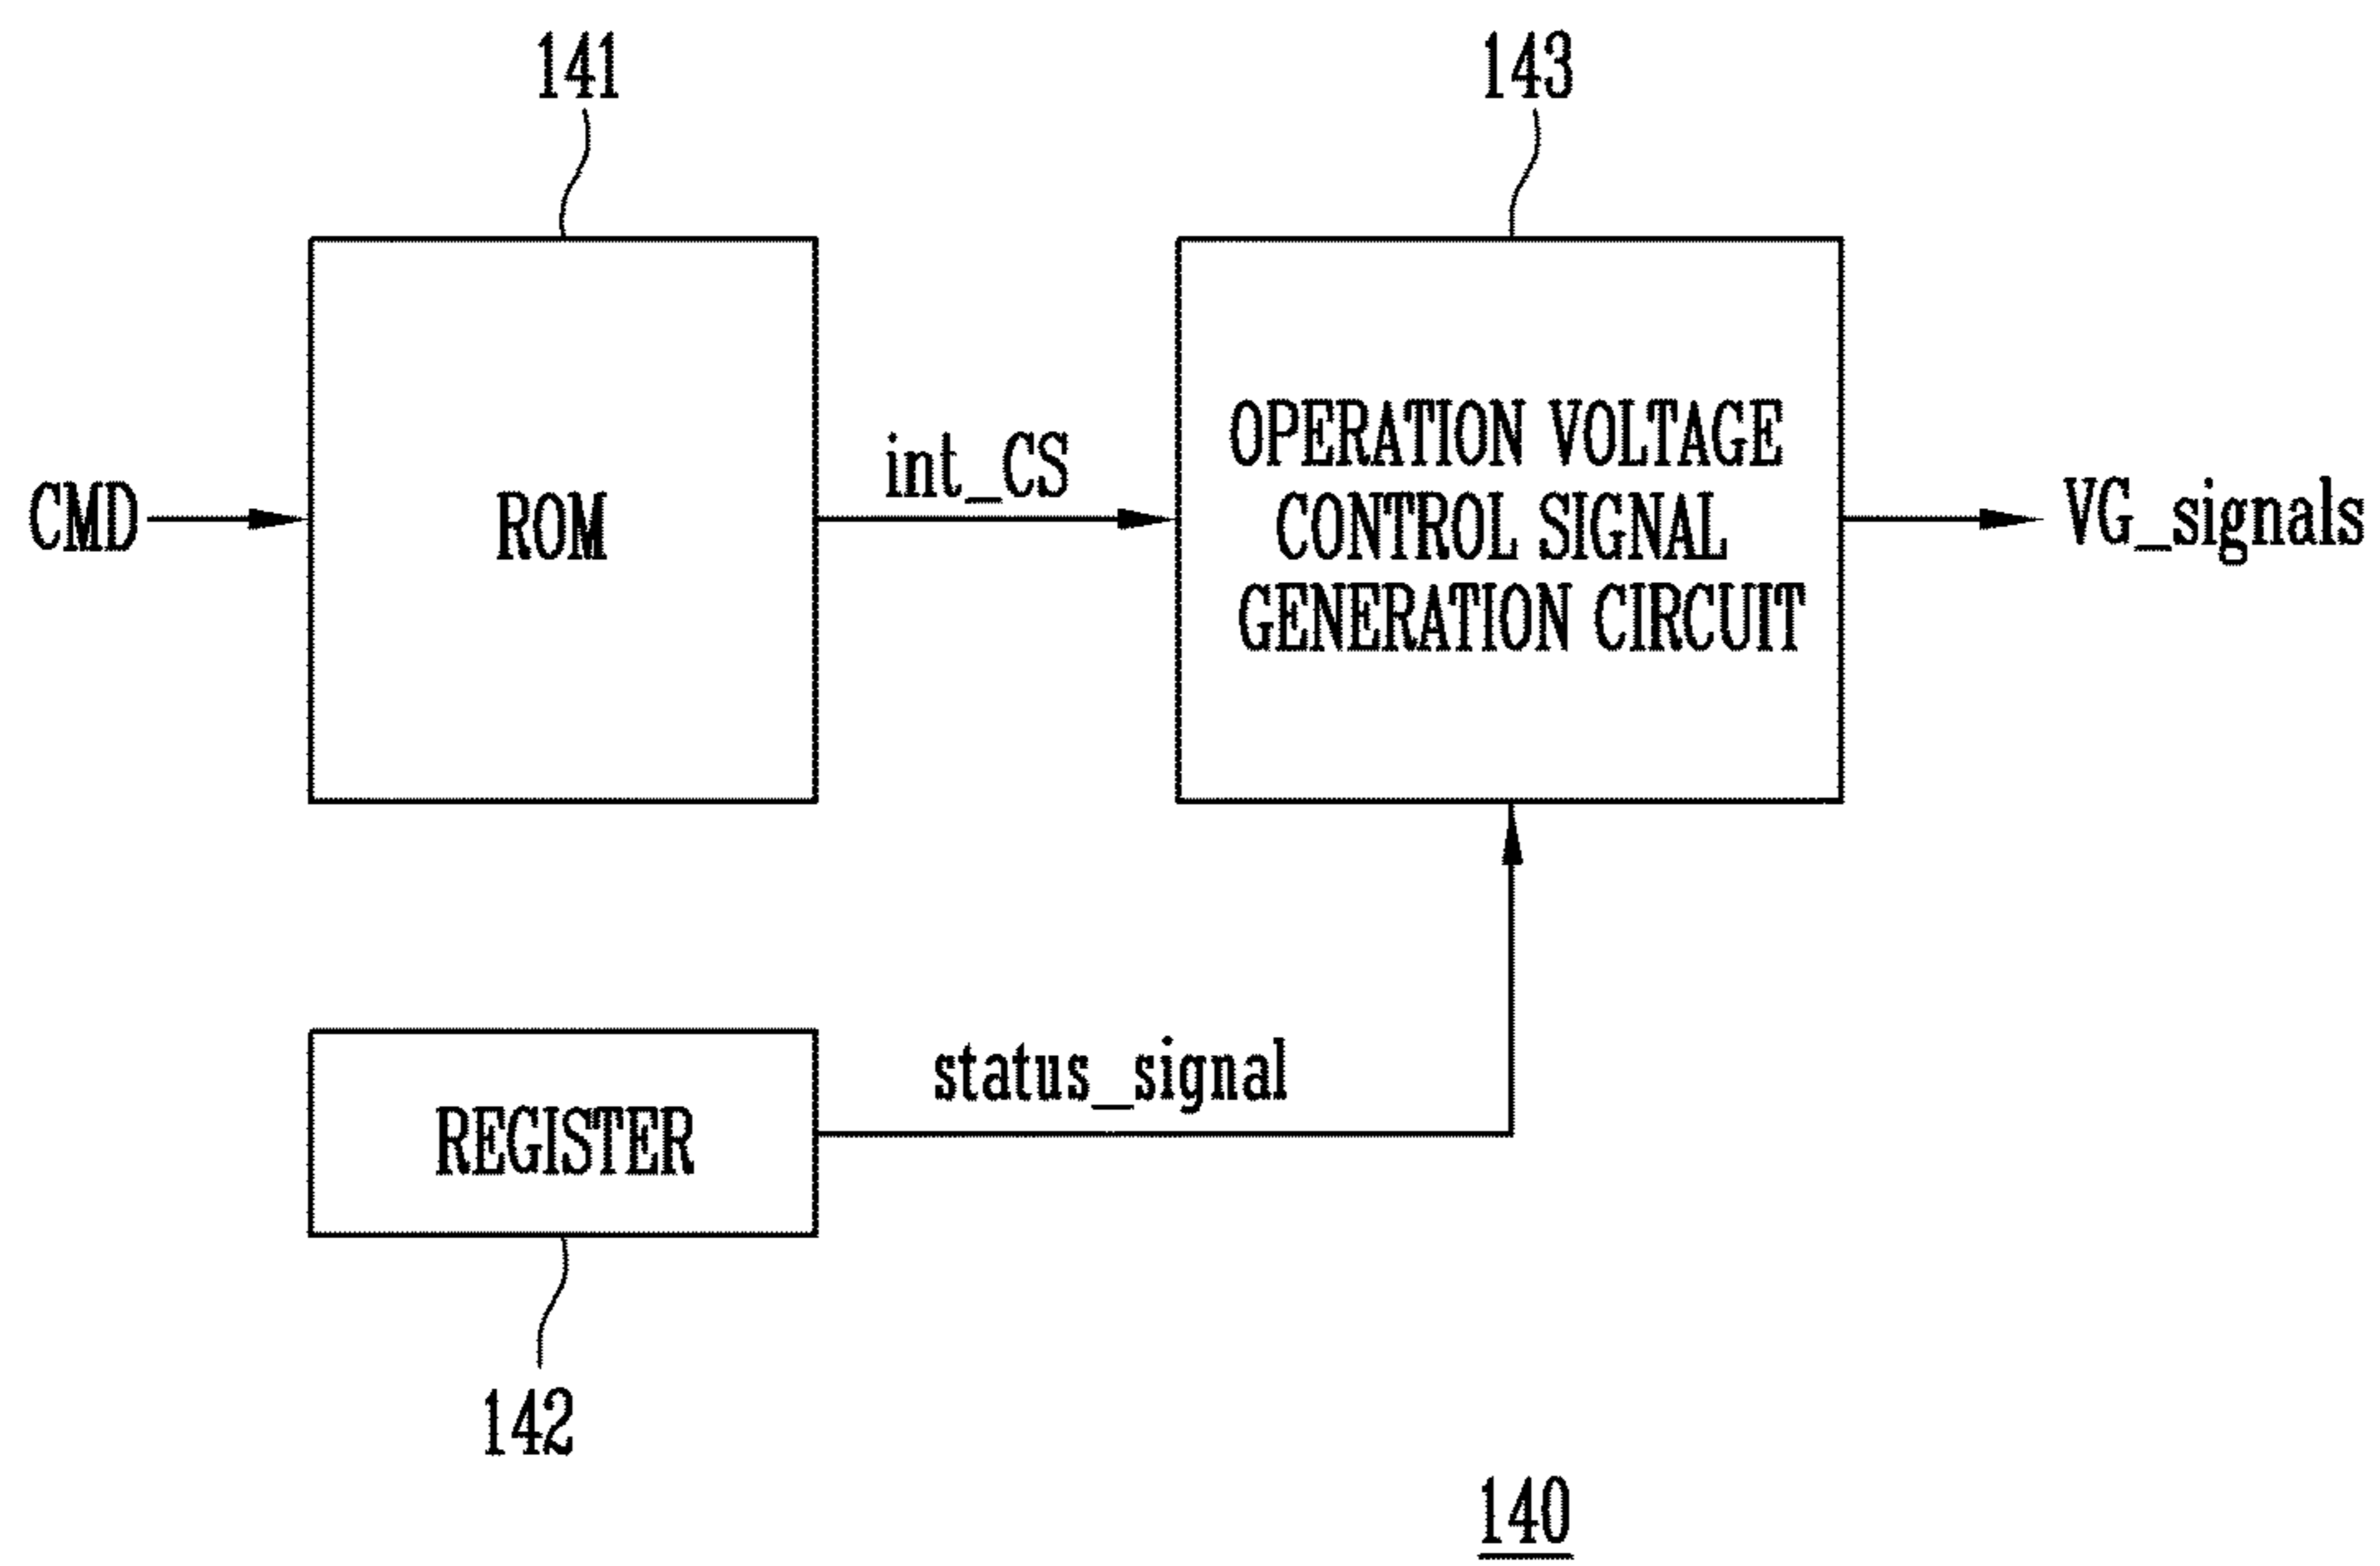 141
143
CMD
ROM
int_CS
OPERATION VOLTAGE
CONTROL SIGNAL
GENERATION CIRCUIT
VG_signals
REGISTER
status_signal
142
140